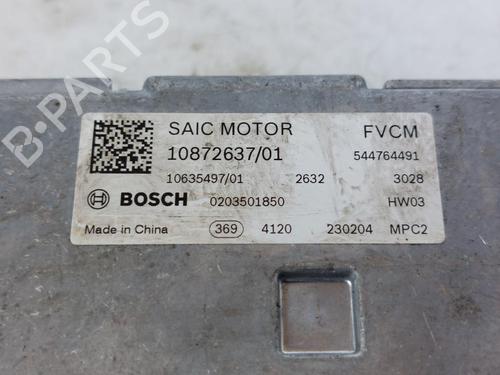 SAIC MOTOR FVCM
10872637/01 544764491
10635497/01 2632 3028
BOSCH 0203501850 HW03
Made in China 369 4120 230204 MPC2
B-PARTS